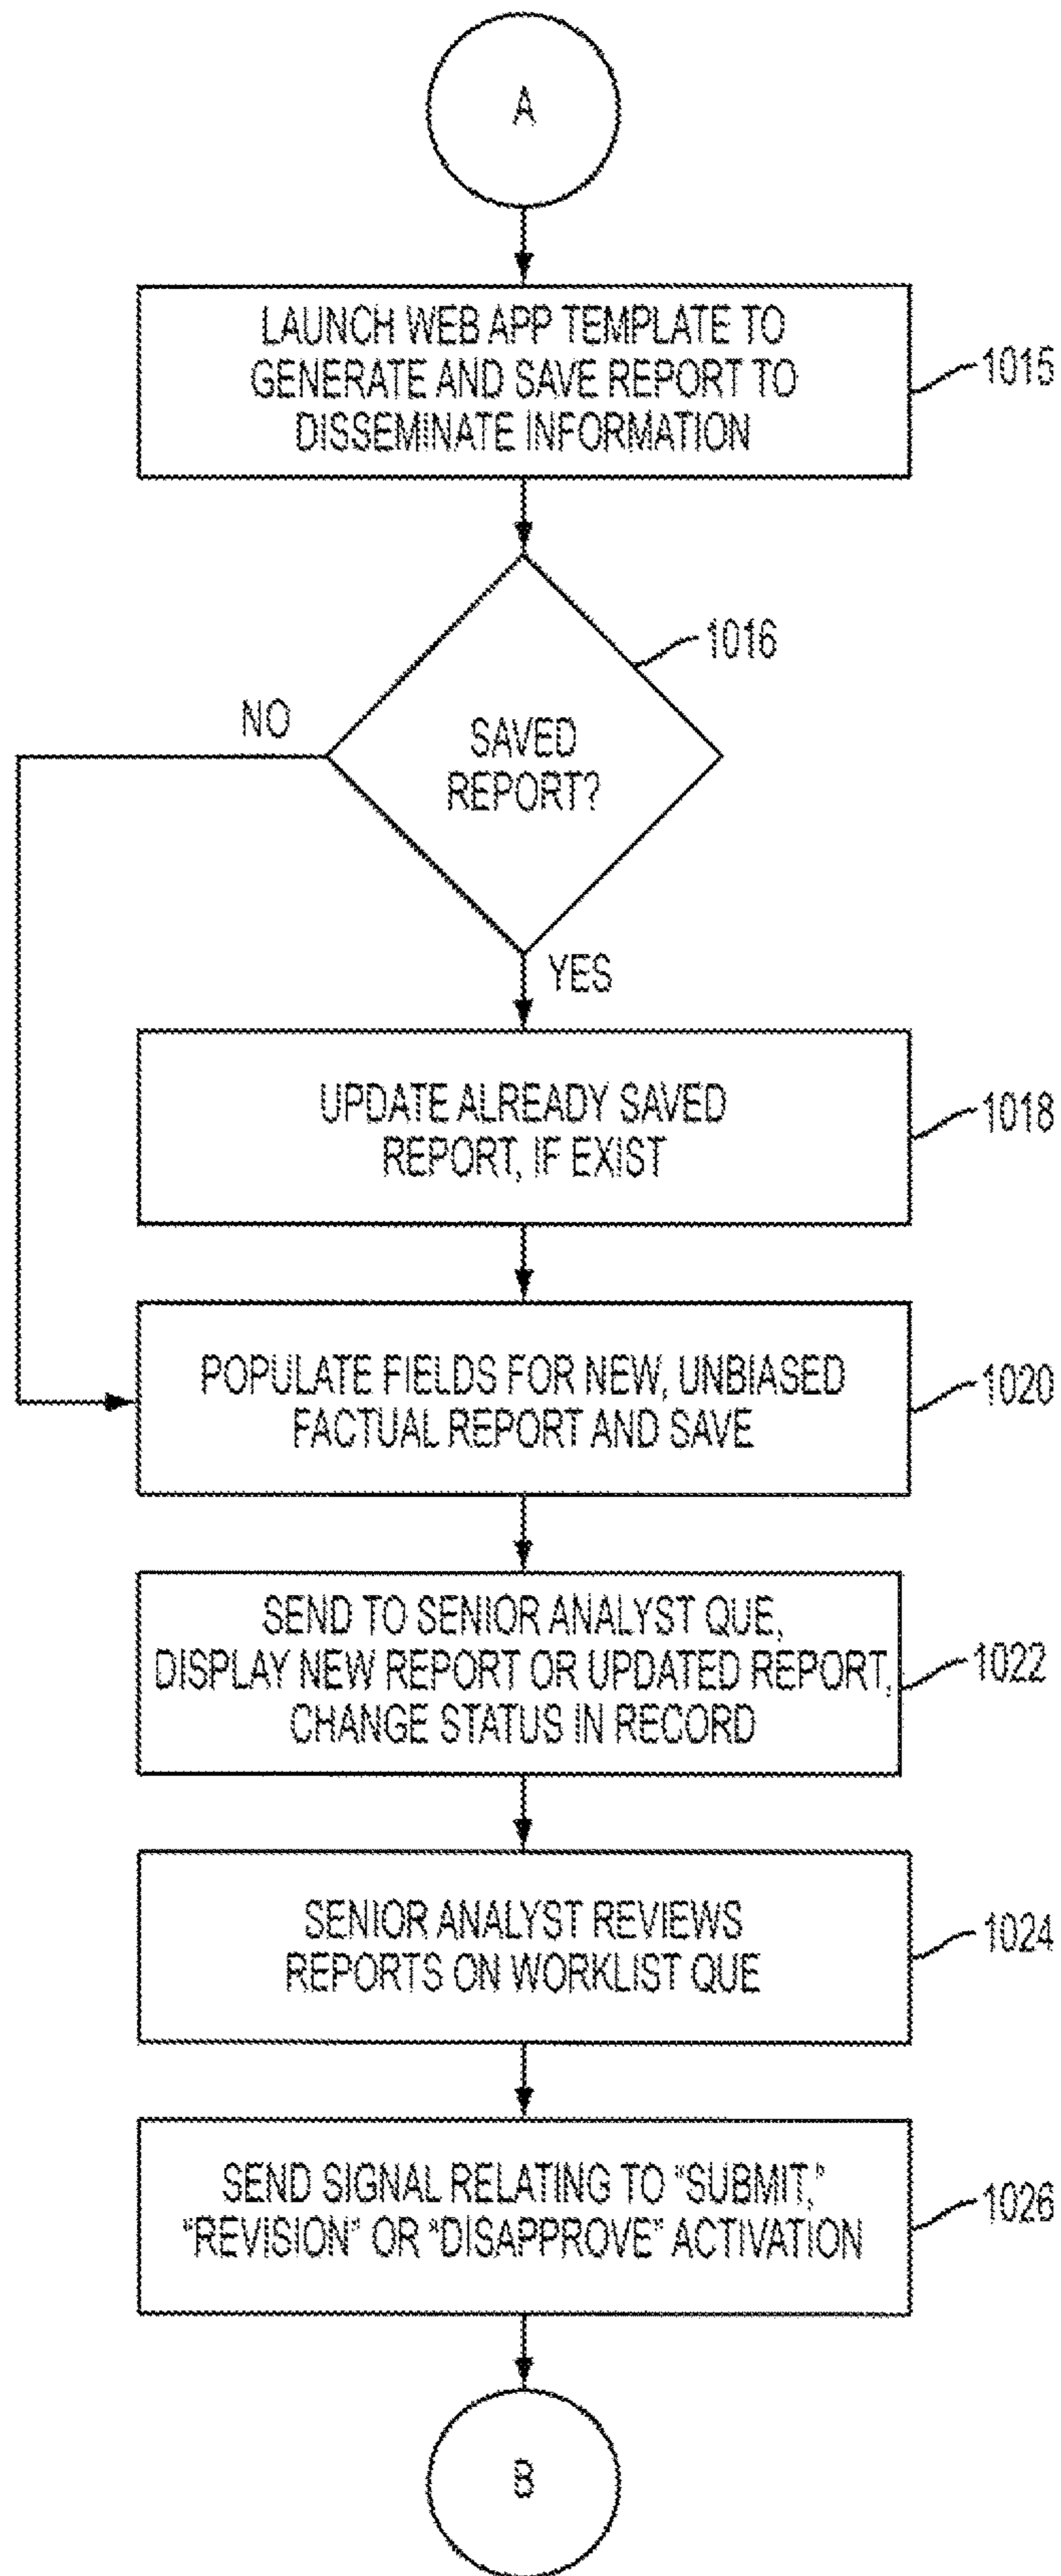 A
LAUNCH WEB APP TEMPLATE TO
GENERATE AND SAVE REPORT TO
DISSEMINATE INFORMATION
1015
1016
NO
SAVED
REPORT?
YES
UPDATE ALREADY SAVED
REPORT, IF EXIST
1018
POPULATE FIELDS FOR NEW, UNBIASED
FACTUAL REPORT AND SAVE
1020
SEND TO SENIOR ANALYST QUE,
DISPLAY NEW REPORT OR UPDATED REPORT,
CHANGE STATUS IN RECORD
1022
SENIOR ANALYST REVIEWS
REPORTS ON WORKLIST QUE
1024
SEND SIGNAL RELATING TO "SUBMIT,"
"REVISION" OR "DISAPPROVE" ACTIVATION
1026
B